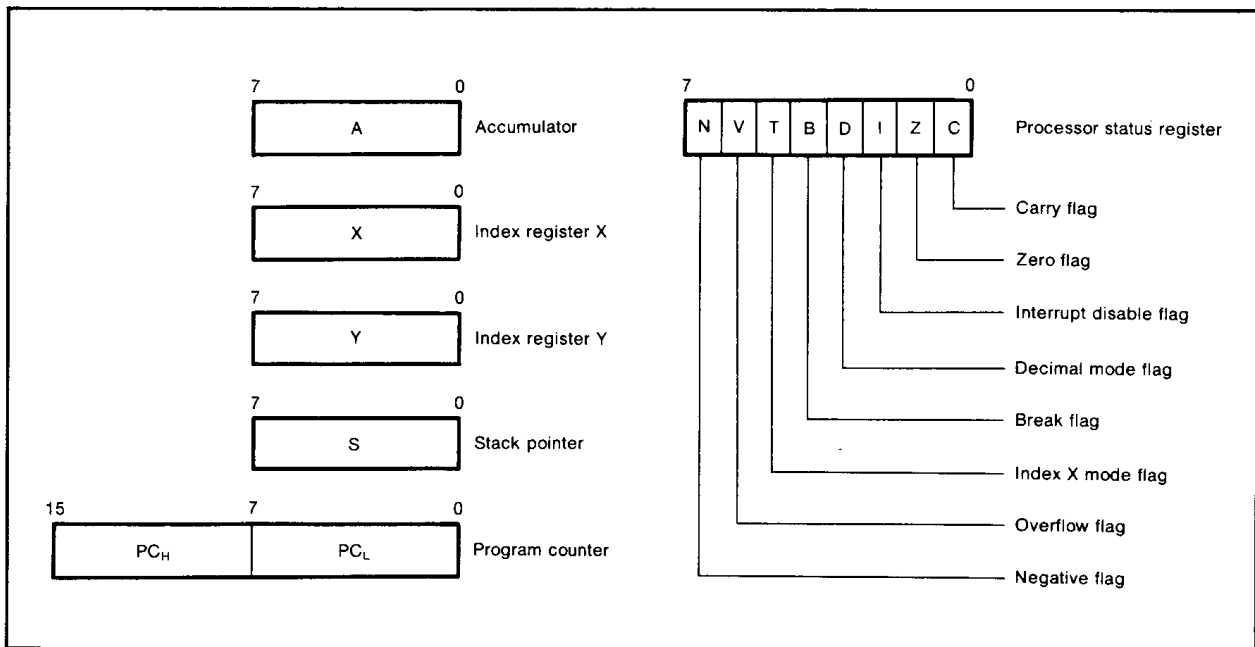 7 0
A Accumulator
7 0
X Index register X
7 0
Y Index register Y
7 0
S Stack pointer
15 7 0
PCH PCL Program counter
7 0
N V T B D I Z C Processor status register
Carry flag
Zero flag
Interrupt disable flag
Decimal mode flag
Break flag
Index X mode flag
Overflow flag
Negative flag